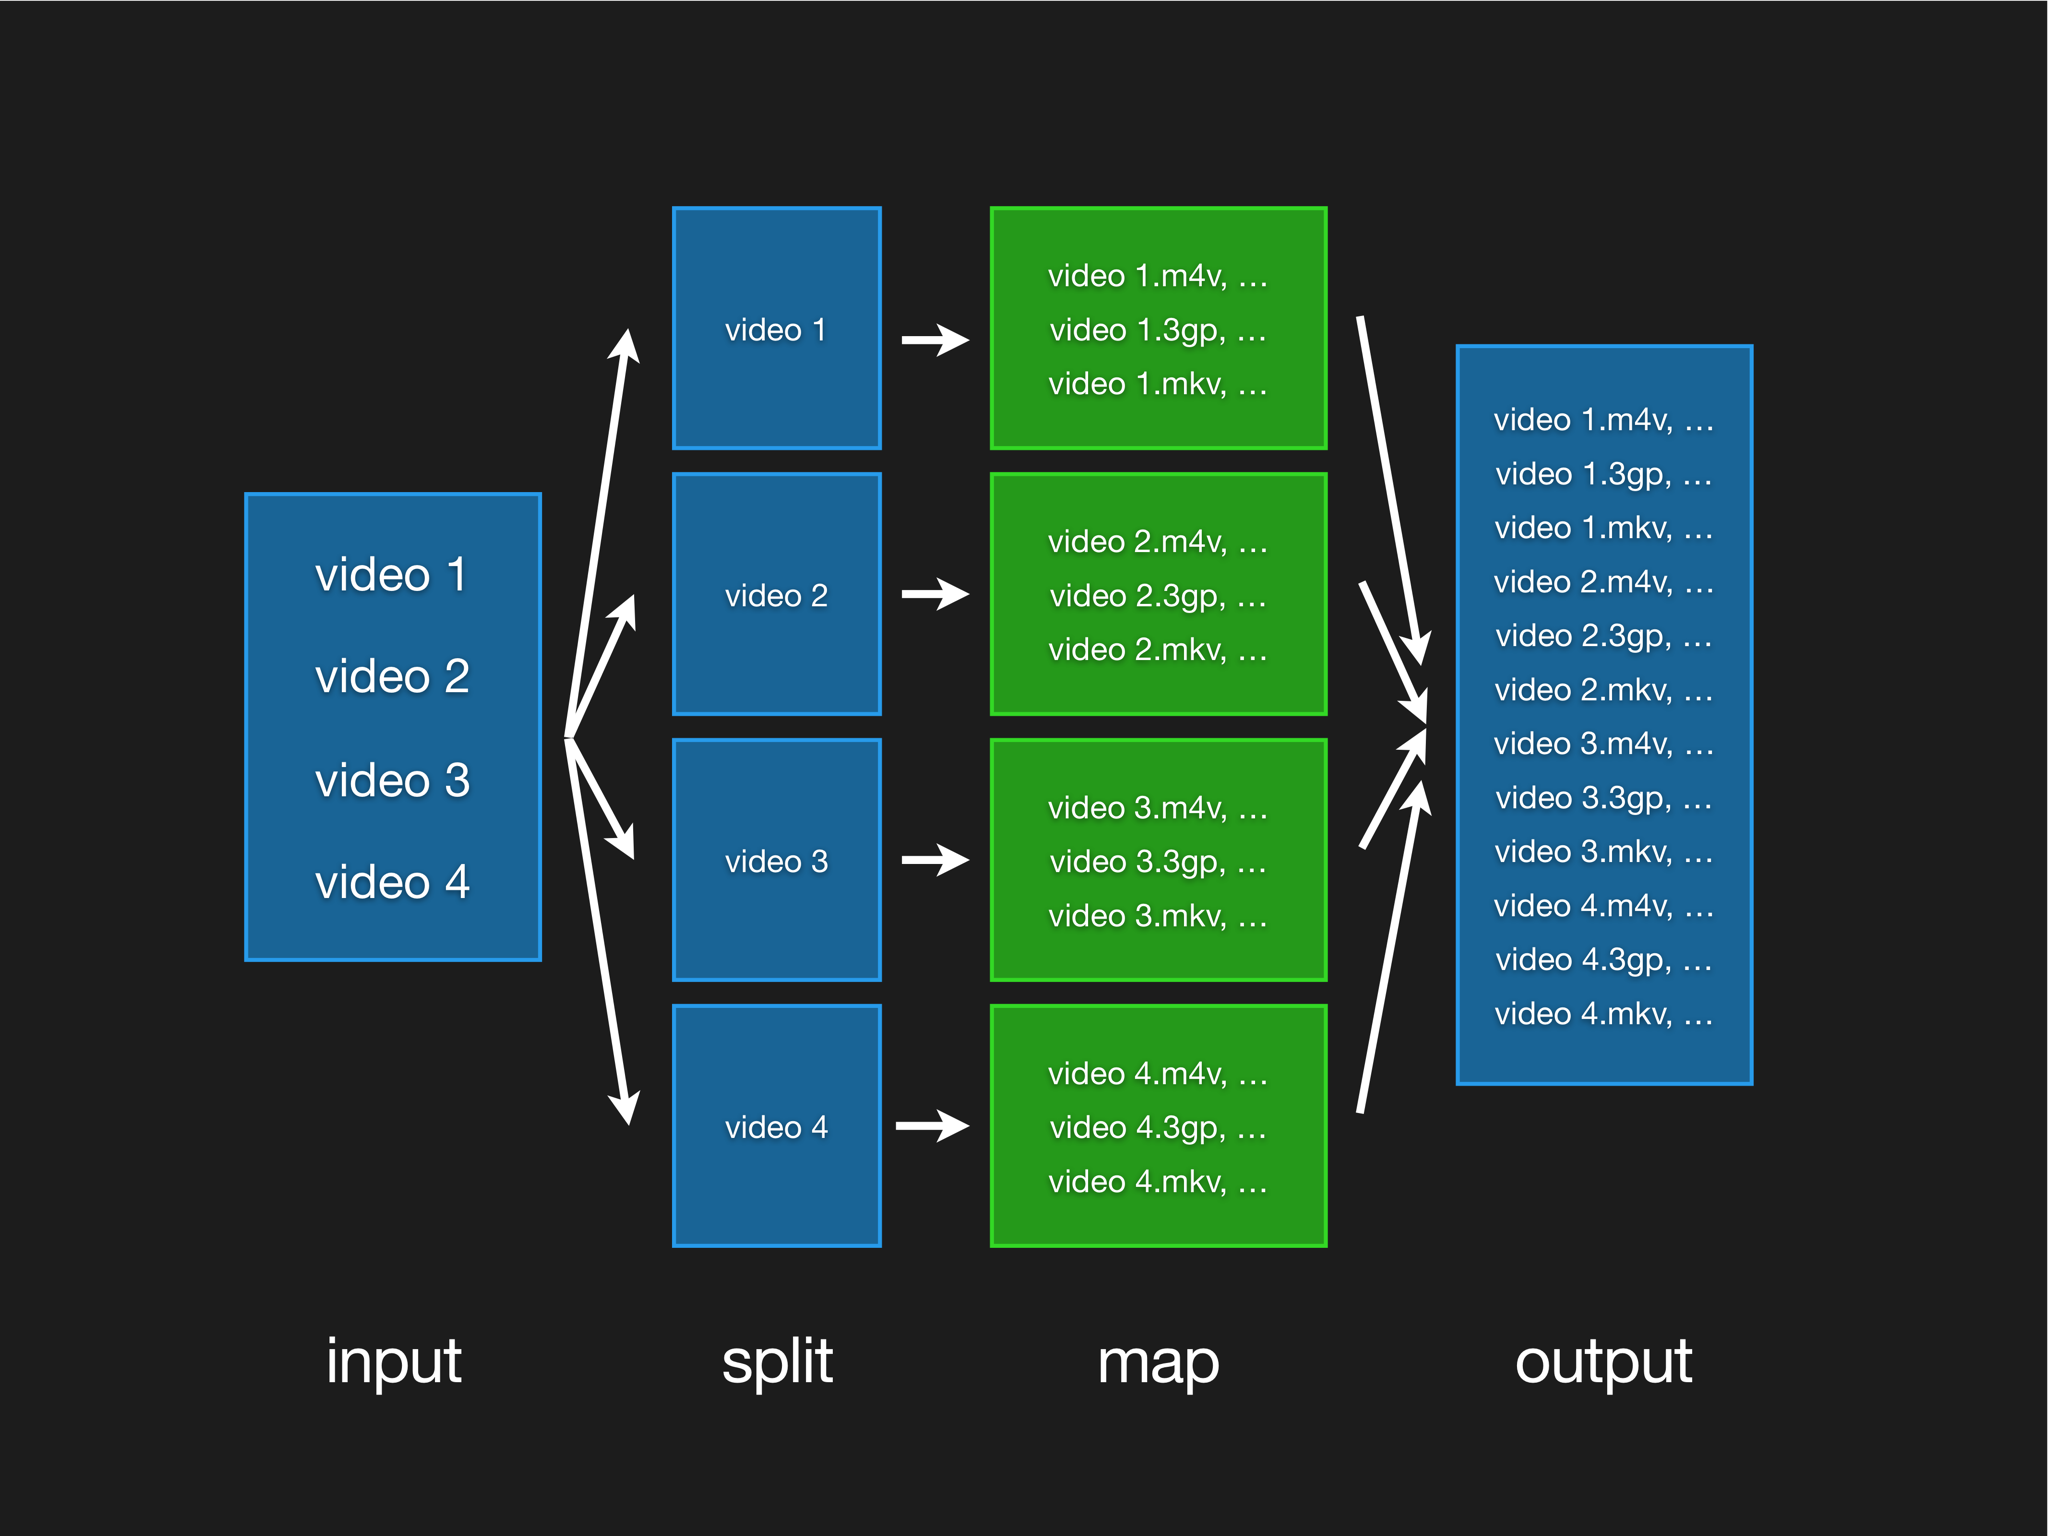 video 1
video 2
video 3
video 4
video 1
video 2
video 3
video 4
video 1.m4v, …
video 1.3gp, …
video 1.mkv, …
video 2.m4v, …
video 2.3gp, …
video 2.mkv, …
video 3.m4v, …
video 3.3gp, …
video 3.mkv, …
video 4.m4v, …
video 4.3gp, …
video 4.mkv, …
video 1.m4v, …
video 1.3gp, …
video 1.mkv, …
video 2.m4v, …
video 2.3gp, …
video 2.mkv, …
video 3.m4v, …
video 3.3gp, …
video 3.mkv, …
video 4.m4v, …
video 4.3gp, …
video 4.mkv, …
input
split
map
output